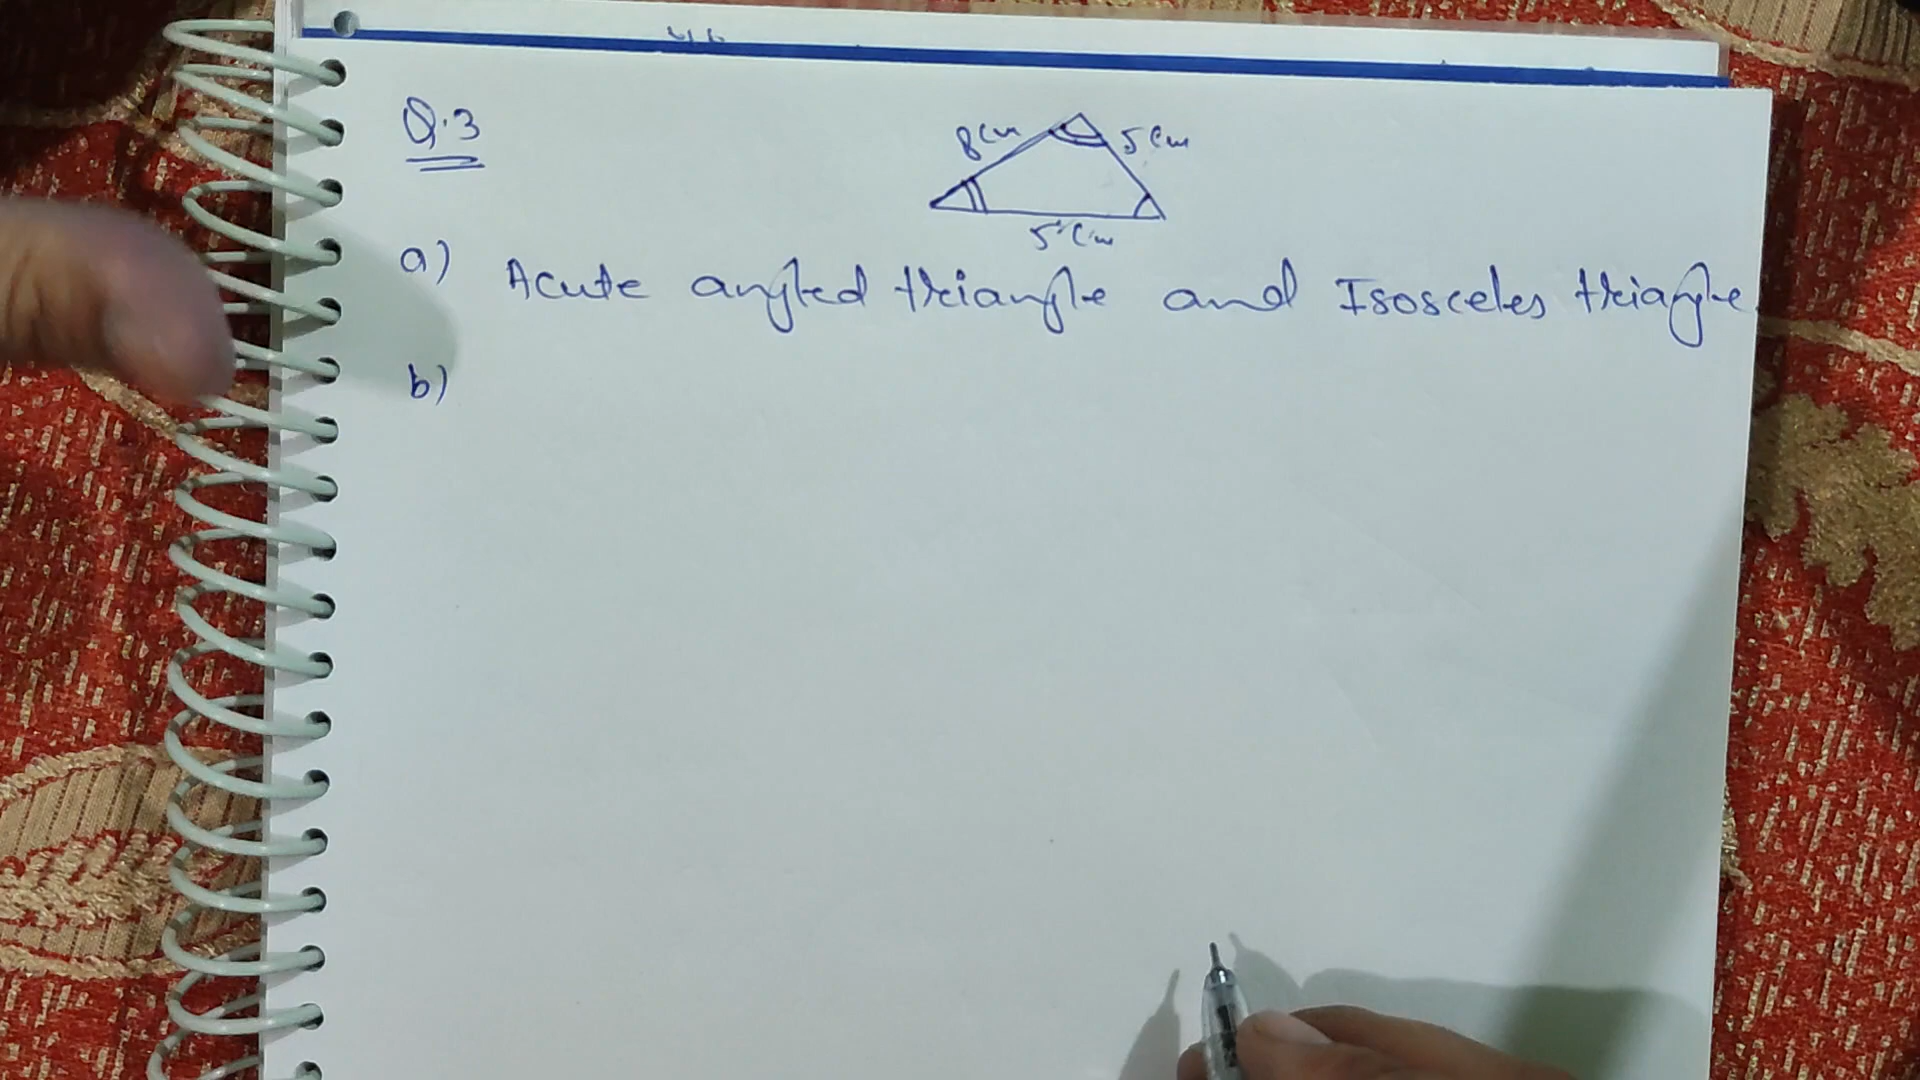 Q.3
8cm
5cm
5cm
a) Acute angled triangle and Isosceles triangle
b)